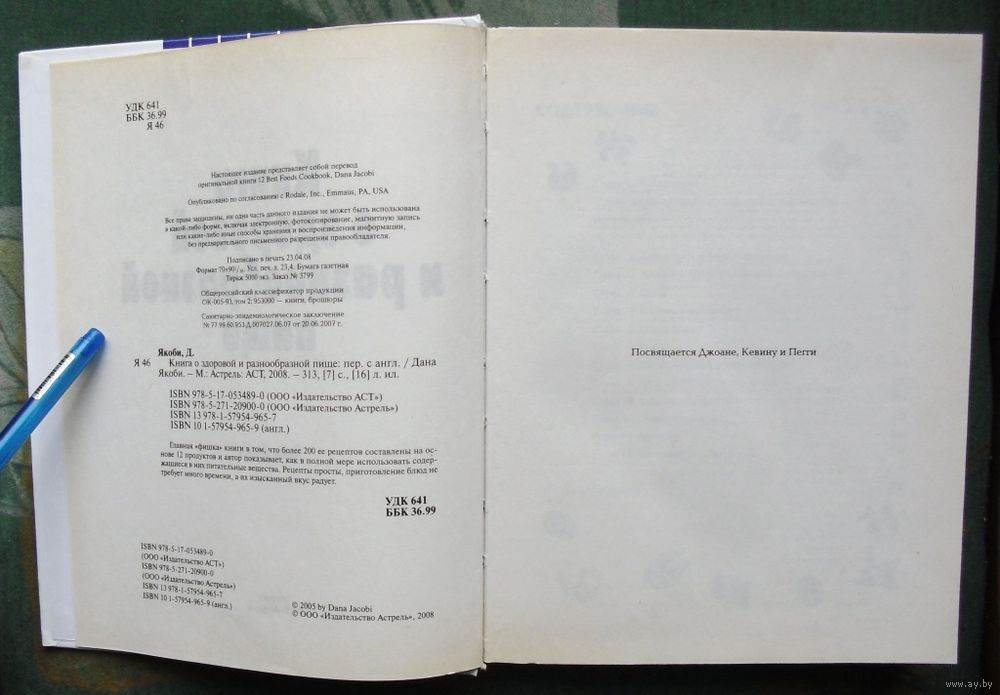 УДК 641
ББК 36.99
Я 46
Настоящее издание представляет собой перевод
оригинальной книги 12 Best Foods Cookbook, Dana Jacobi
Опубликовано по согласованию с Rodale, Inc., Emmaus, PA, USA
Все права защищены, ни одна часть данного издания не может быть использована
в какой-либо форме, включая электронную, фотокопирование, магнитную запись
или какие-либо иные способы хранения и воспроизведения информации,
без предварительного письменного разрешения правообладателя.
Подписано в печать 23.04.08
Формат 70×90¹/₁₆. Усл. печ. л. 23,4. Бумага газетная
Тираж 5000 экз. Заказ № 3799
Общероссийский классификатор продукции
ОК-005-93, том 2; 953000 — книги, брошюры
Санитарно-эпидемиологическое заключение
№ 77.99.60.953.Д.007027.06.07 от 20.06.2007 г.
Якоби, Д.
Я 46 Книга о здоровой и разнообразной пище: пер. с англ. / Дана
Якоби. – М.: Астрель: АСТ, 2008. – 313, [7] с., [16] л. ил.
ISBN 978-5-17-053489-0 (ООО «Издательство АСТ»)
ISBN 978-5-271-20900-0 (ООО «Издательство Астрель»)
ISBN 13 978-1-57954-965-7
ISBN 10 1-57954-965-9 (англ.)
Главная «фишка» книги в том, что более 200 ее рецептов составлены на ос-
нове 12 продуктов и автор показывает, как в полной мере использовать содер-
жащиеся в них питательные вещества. Рецепты просты, приготовление блюд не
требует много времени, а их изысканный вкус радует.
УДК 641
ББК 36.99
ISBN 978-5-17-053489-0
(ООО «Издательство АСТ»)
ISBN 978-5-271-20900-0
(ООО «Издательство Астрель»)
ISBN 13 978-1-57954-965-7
ISBN 10 1-57954-965-9 (англ.)
© 2005 by Dana Jacobi
© ООО «Издательство Астрель», 2008
Посвящается Джоане, Кевину и Пегги
www.ay.by